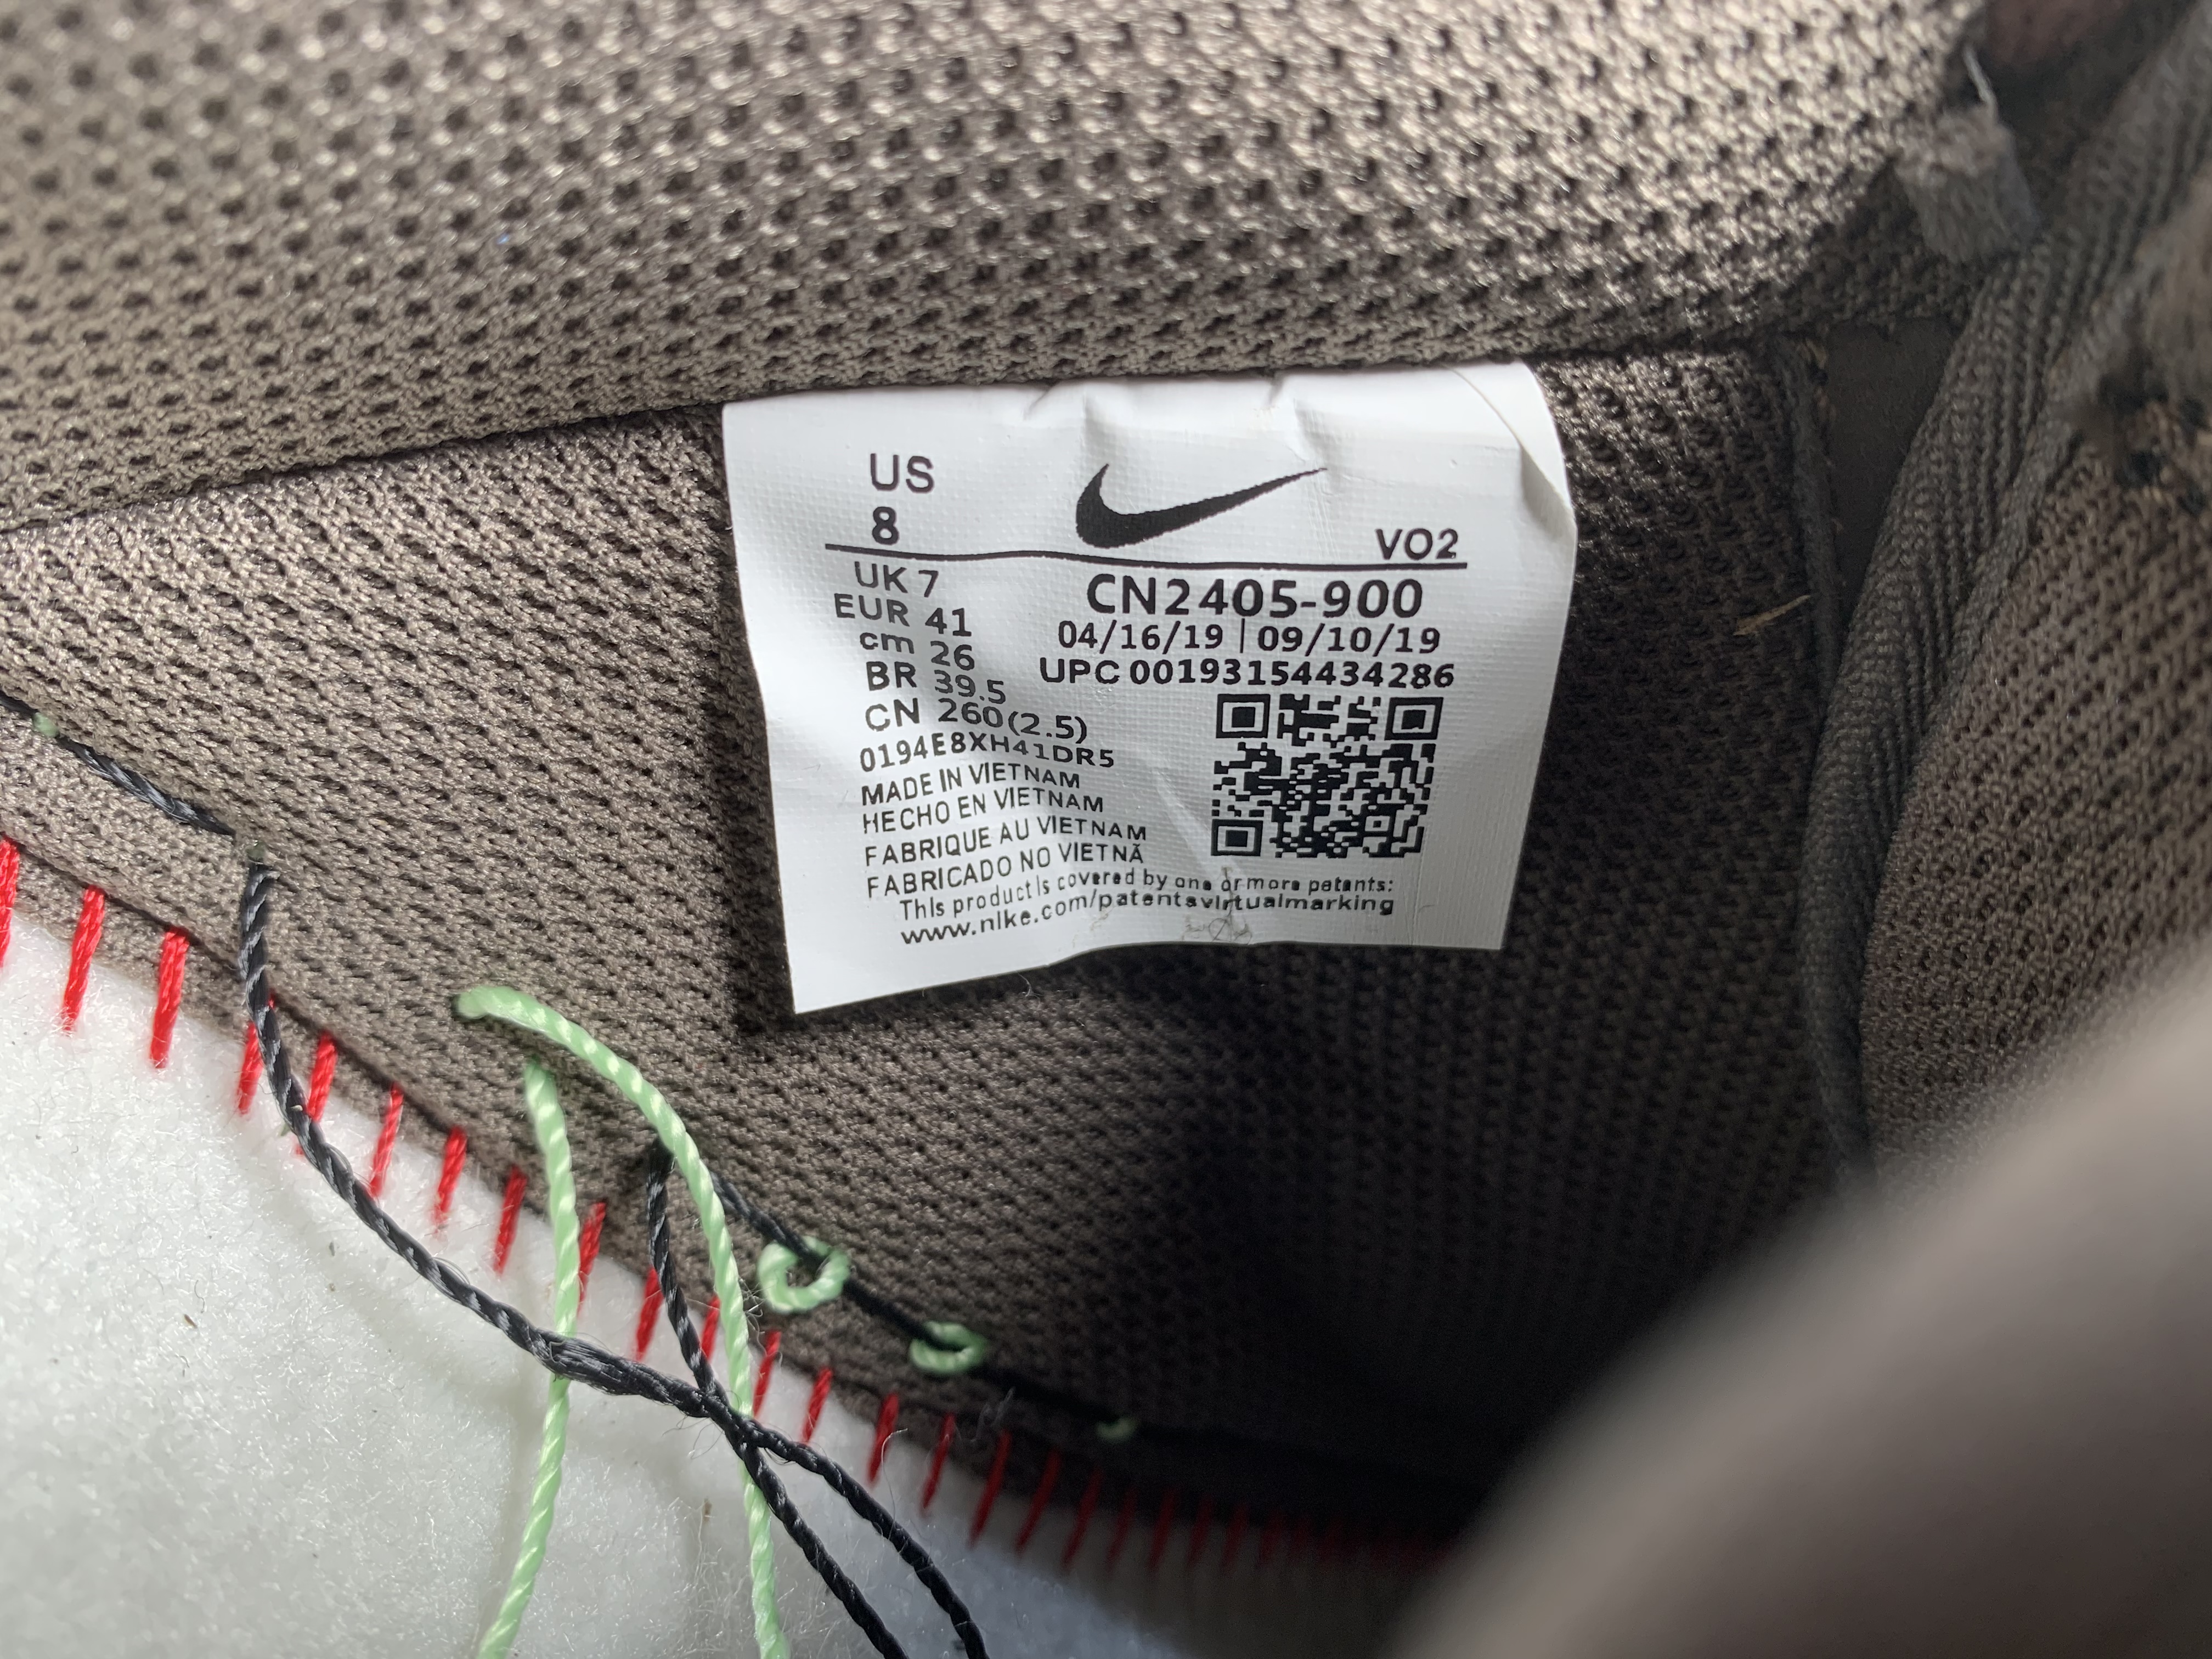 US
8
VO2
UK 7
EUR 41
cm 26
BR 39.5
CN 260(2.5)
CN2405-900
04/16/19 | 09/10/19
UPC 00193154434286
0194E8XH41DR5
MADE IN VIETNAM
HECHO EN VIETNAM
FABRIQUE AU VIETNAM
FABRICADO NO VIETNÃ
This product is covered by one or more patents:
www.nike.com/patentsvirtualmarking